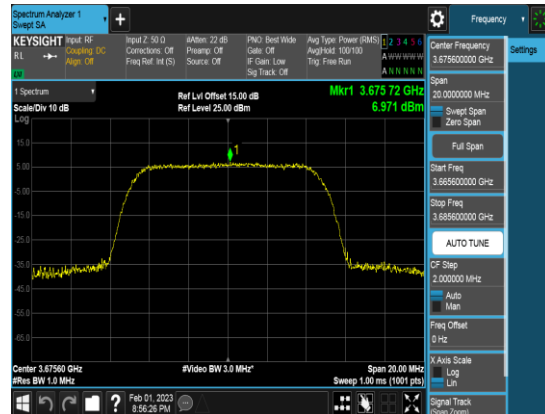 Spectrum Analyzer 1
Swept SA
+
Frequency
KEYSIGHT
RL
Input: RF
Coupling: DC
Align: Off
Input Z: 50 Ω
Corrections: Off
Freq Ref: Int (S)
#Atten: 22 dB
Preamp: Off
Source: Off
PNO: Best Wide
Gate: Off
IF Gain: Low
Sig Track: Off
Avg Type: Power (RMS)
Avg|Hold: 100/100
Trig: Free Run
1 2 3 4 5 6
A W W W W W
A N N N N N
1 Spectrum
Scale/Div 10 dB
Log
Ref Lvl Offset 15.00 dB
Ref Level 25.00 dBm
Mkr1 3.675 72 GHz
6.971 dBm
1
15.0
5.00
-5.00
-15.0
-25.0
-35.0
-45.0
-55.0
-65.0
Center 3.67560 GHz
#Res BW 1.0 MHz
#Video BW 3.0 MHz*
Span 20.00 MHz
Sweep 1.00 ms (1001 pts)
Feb 01, 2023
8:56:26 PM
Settings
Center Frequency
3.675600000 GHz
Span
20.0000000 MHz
Swept Span
Zero Span
Full Span
Start Freq
3.665600000 GHz
Stop Freq
3.685600000 GHz
AUTO TUNE
CF Step
2.000000 MHz
Auto
Man
Freq Offset
0 Hz
X Axis Scale
Log
Lin
Signal Track
(Span Zoom)